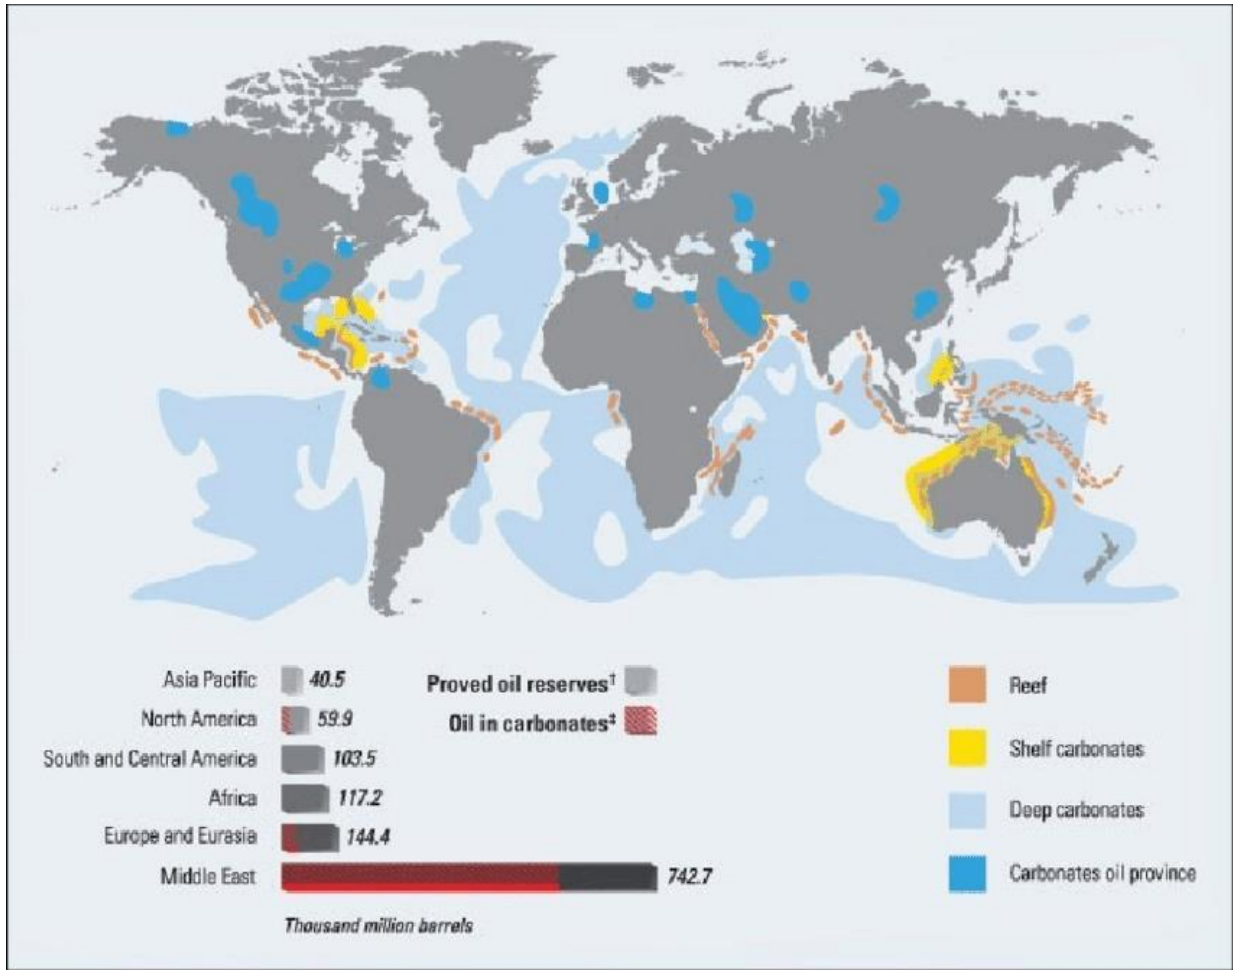 Asia Pacific 40.5
North America 59.9
South and Central America 103.5
Africa 117.2
Europe and Eurasia 144.4
Middle East 742.7
Thousand million barrels
Proved oil reserves†
Oil in carbonates‡
Reef
Shelf carbonates
Deep carbonates
Carbonates oil province